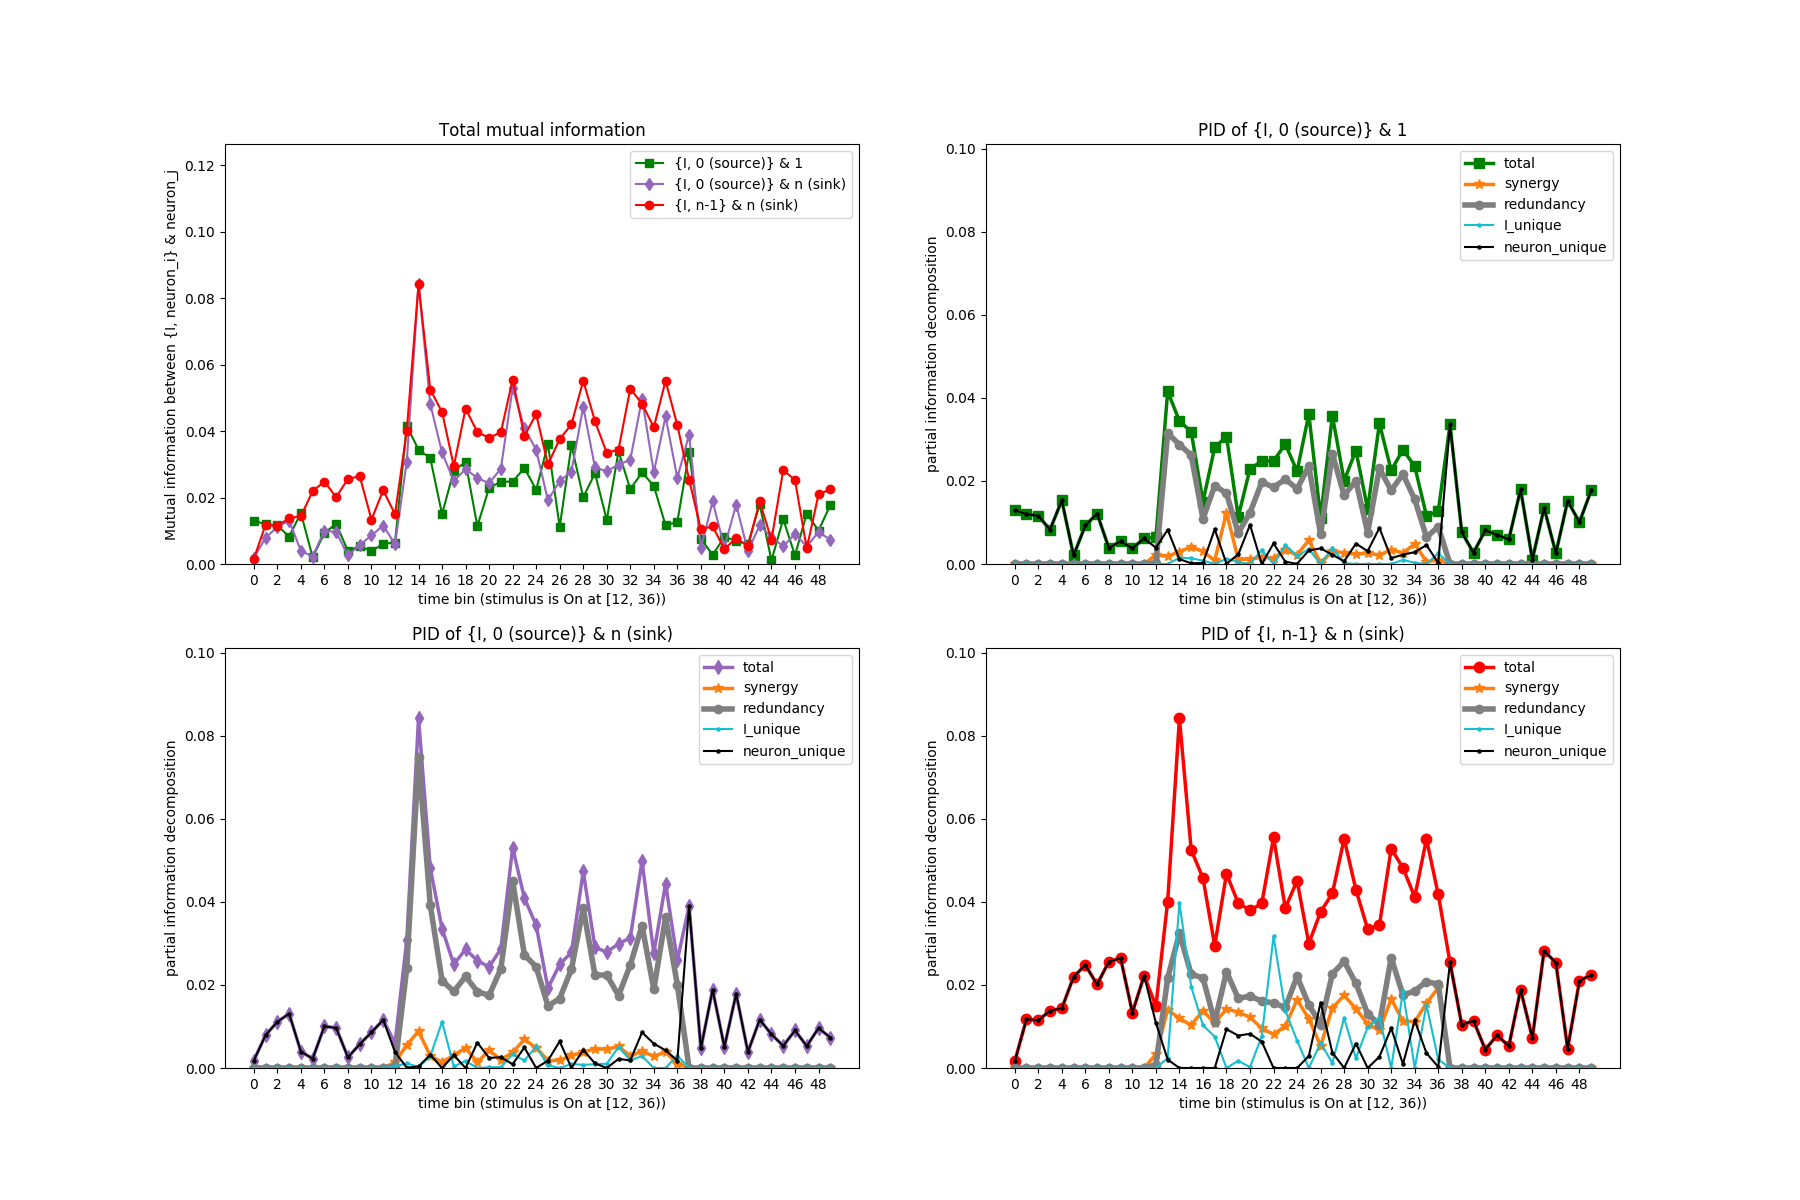 Total mutual information
Mutual information between {I, neuron_i} & neuron_j
0.12
0.10
0.08
0.06
0.04
0.02
0.00
{I, 0 (source)} & 1
{I, 0 (source)} & n (sink)
{I, n-1} & n (sink)
0 2 4 6 8 10 12 14 16 18 20 22 24 26 28 30 32 34 36 38 40 42 44 46 48
time bin (stimulus is On at [12, 36))
PID of {I, 0 (source)} & 1
partial information decomposition
0.10
0.08
0.06
0.04
0.02
0.00
total
synergy
redundancy
I_unique
neuron_unique
0 2 4 6 8 10 12 14 16 18 20 22 24 26 28 30 32 34 36 38 40 42 44 46 48
time bin (stimulus is On at [12, 36))
PID of {I, 0 (source)} & n (sink)
partial information decomposition
0.10
0.08
0.06
0.04
0.02
0.00
total
synergy
redundancy
I_unique
neuron_unique
0 2 4 6 8 10 12 14 16 18 20 22 24 26 28 30 32 34 36 38 40 42 44 46 48
time bin (stimulus is On at [12, 36))
PID of {I, n-1} & n (sink)
partial information decomposition
0.10
0.08
0.06
0.04
0.02
0.00
total
synergy
redundancy
I_unique
neuron_unique
0 2 4 6 8 10 12 14 16 18 20 22 24 26 28 30 32 34 36 38 40 42 44 46 48
time bin (stimulus is On at [12, 36))